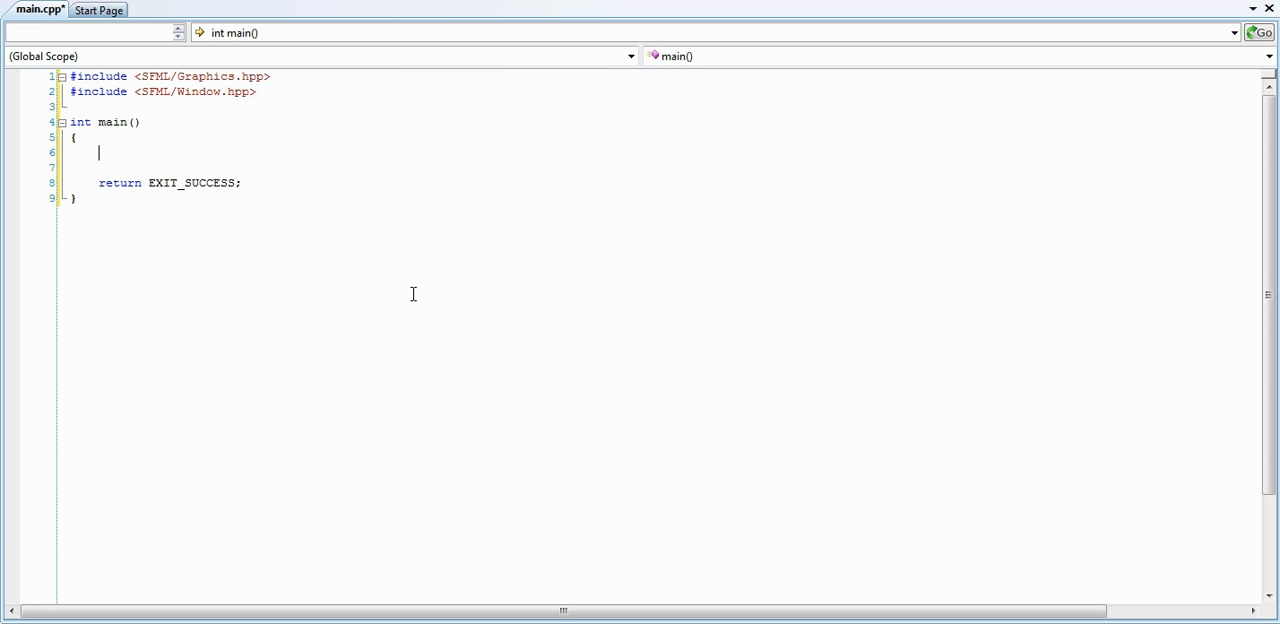 main.cpp* Start Page
int main() Go
(Global Scope) main()
1 #include <SFML/Graphics.hpp>
2 #include <SFML/Window.hpp>
3
4 int main()
5 {
6
7
8 return EXIT_SUCCESS;
9 }